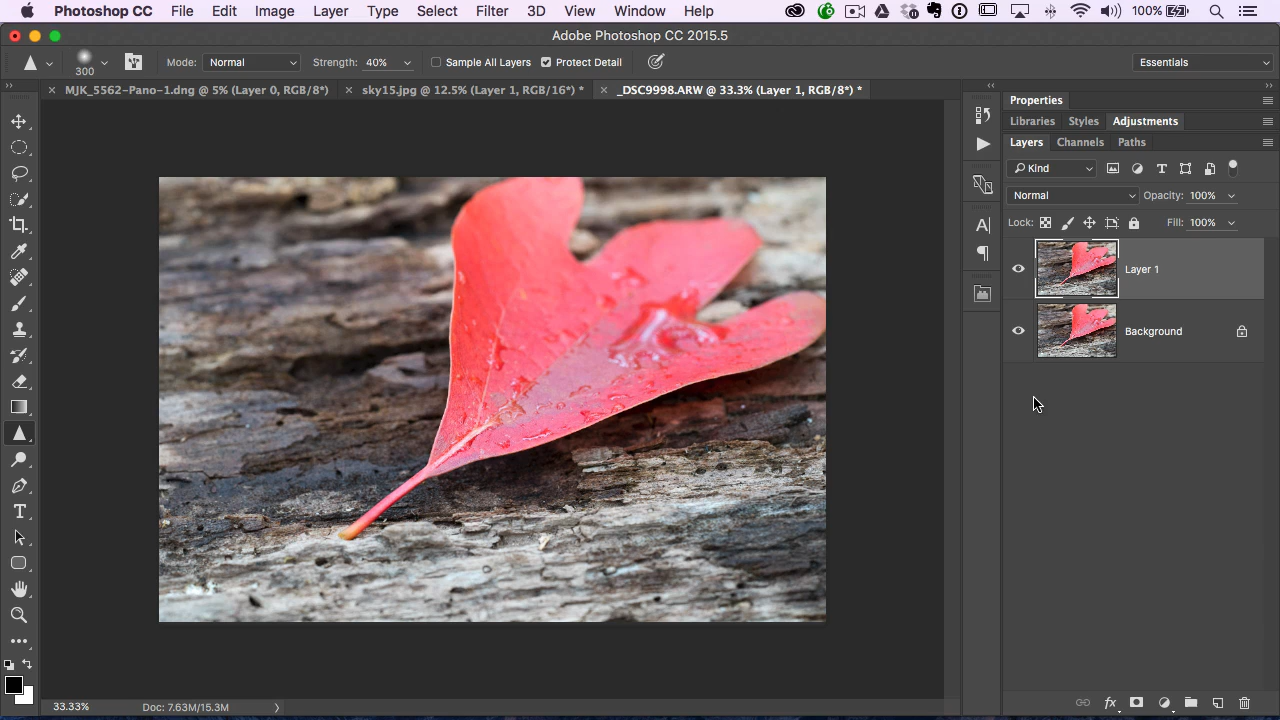 Photoshop CC File Edit Image Layer Type Select Filter 3D View Window Help 100%
Adobe Photoshop CC 2015.5
300 Mode: Normal Strength: 40% Sample All Layers Protect Detail Essentials
MJK_5562-Pano-1.dng @ 5% (Layer 0, RGB/8*) sky15.jpg @ 12.5% (Layer 1, RGB/16*) * _DSC9998.ARW @ 33.3% (Layer 1, RGB/8*) *
Properties
Libraries Styles Adjustments
Layers Channels Paths
Kind
Normal Opacity: 100%
Lock: Fill: 100%
Layer 1
Background
33.33% Doc: 7.63M/15.3M